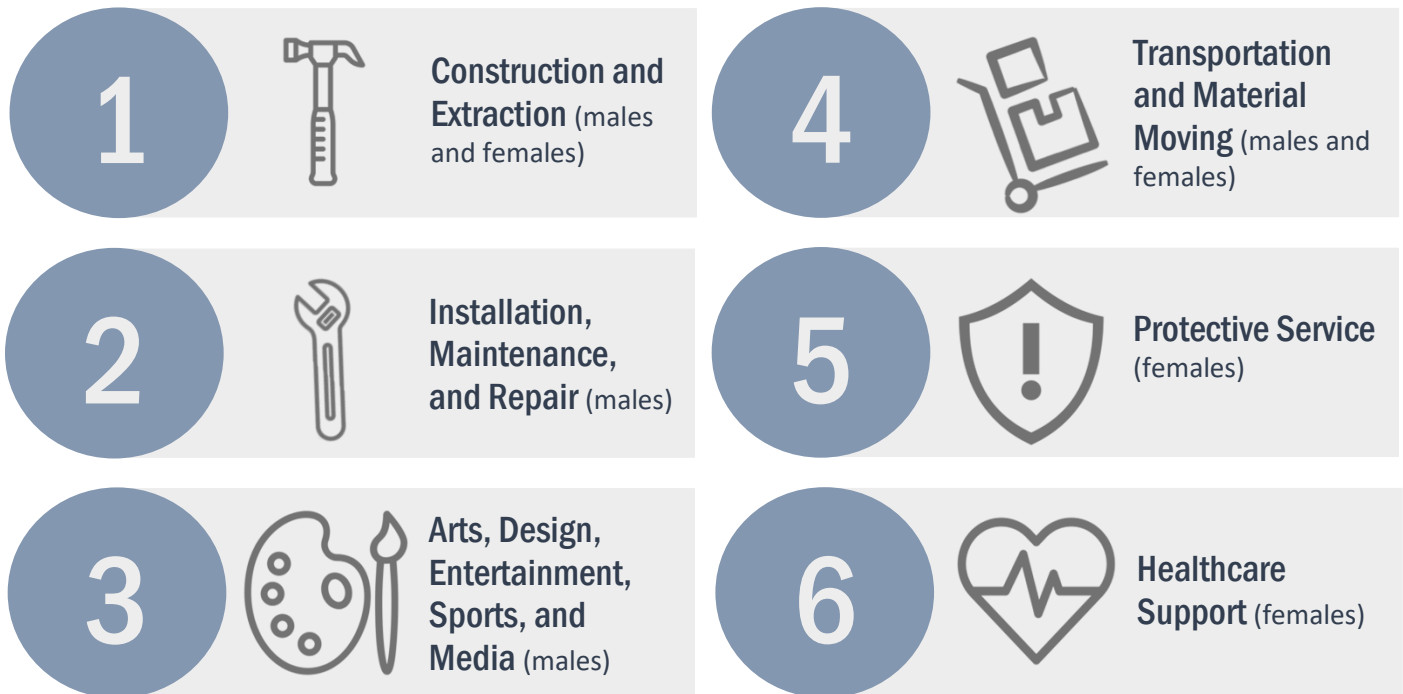 1
Construction and
Extraction (males
and females)
2
Installation,
Maintenance,
and Repair (males)
3
Arts, Design,
Entertainment,
Sports, and
Media (males)
4
Transportation
and Material
Moving (males and
females)
5
Protective Service
(females)
6
Healthcare
Support (females)